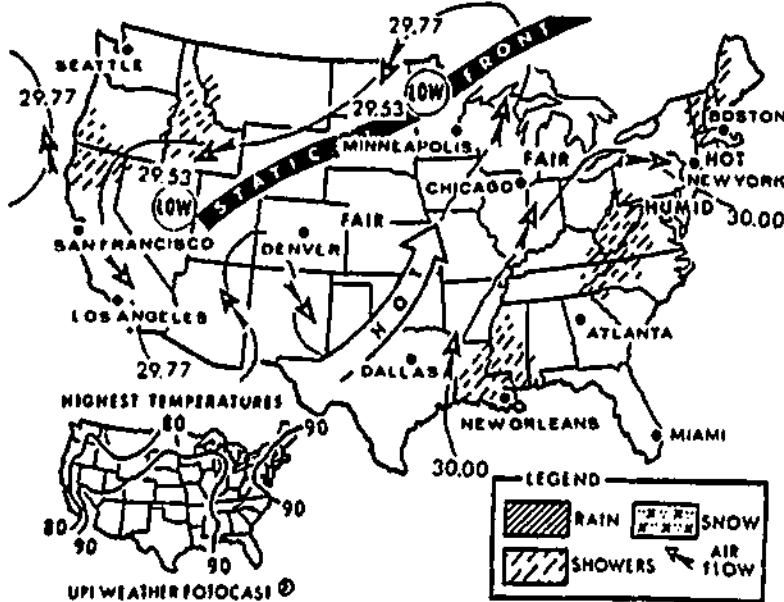 29.77
SEATTLE
29.77
LOW
STATIC FRONT
29.53
MINNEAPOLIS
BOSTON
FAIR
HOT
29.53
CHICAGO
NEW YORK
LOW
FAIR
HUMID
30.00
SAN FRANCISCO
DENVER
HOT
LOS ANGELES
ATLANTA
29.77
DALLAS
HIGHEST TEMPERATURES
NEW ORLEANS
MIAMI
80
90
30.00
80
90
90
90
LEGEND
RAIN
SNOW
SHOWERS
AIR FLOW
UPI WEATHER FOTOCAST ®